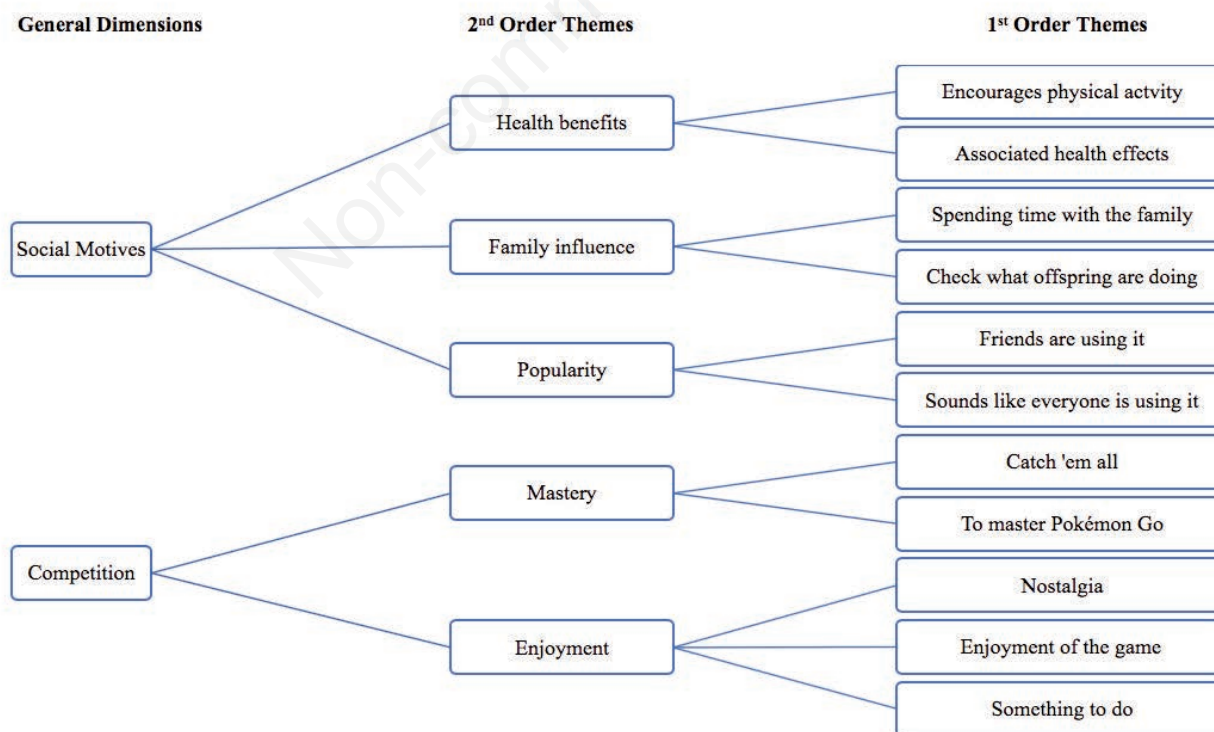 General Dimensions
2nd Order Themes
1st Order Themes
Encourages physical actvity
Health benefits
Associated health effects
Spending time with the family
Social Motives
Family influence
Check what offspring are doing
Friends are using it
Popularity
Sounds like everyone is using it
Catch 'em all
Mastery
To master Pokémon Go
Competition
Nostalgia
Enjoyment
Enjoyment of the game
Something to do